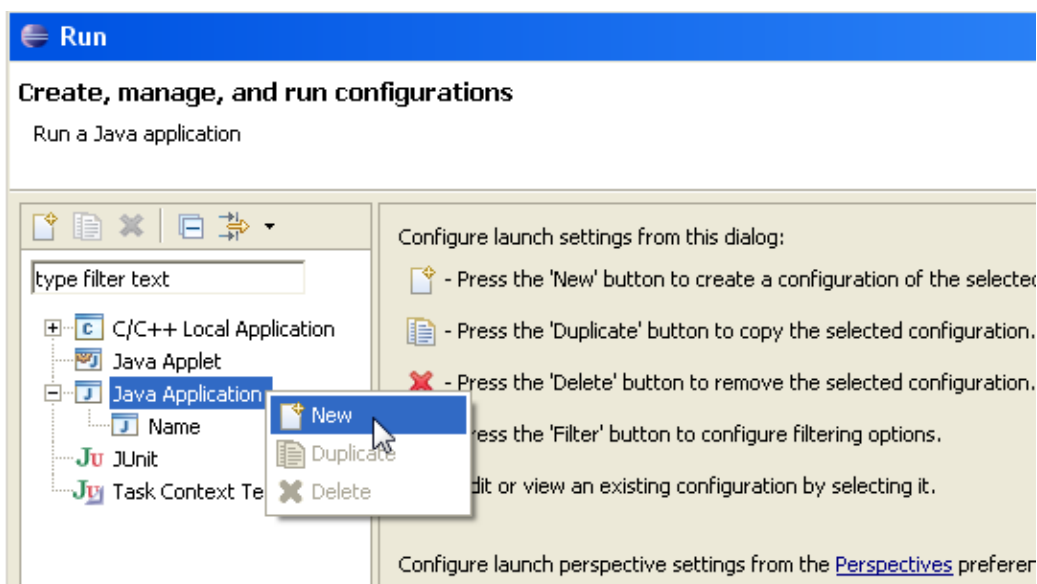 Run
Create, manage, and run configurations
Run a Java application
type filter text
C/C++ Local Application
Java Applet
Java Application
Name
JUnit
Task Context Te
New
Duplicate
Delete
Configure launch settings from this dialog:
- Press the 'New' button to create a configuration of the selected
- Press the 'Duplicate' button to copy the selected configuration.
- Press the 'Delete' button to remove the selected configuration.
ress the 'Filter' button to configure filtering options.
dit or view an existing configuration by selecting it.
Configure launch perspective settings from the Perspectives preferen